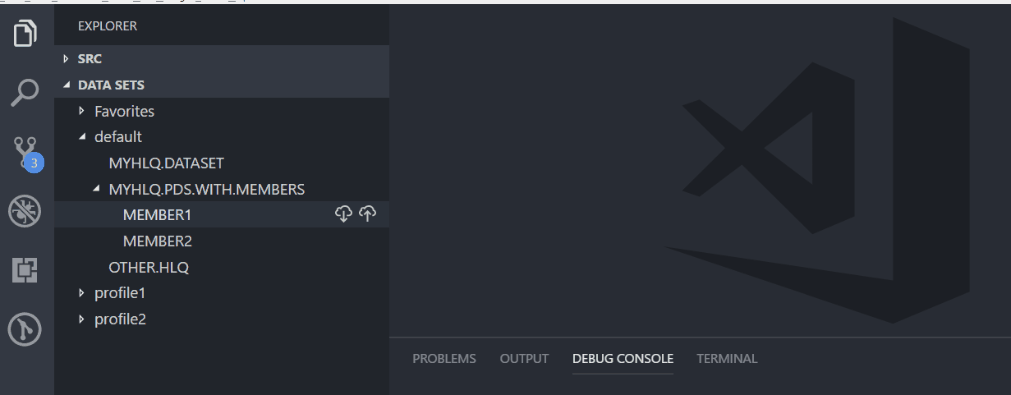 EXPLORER
SRC
DATA SETS
Favorites
default
MYHLQ.DATASET
MYHLQ.PDS.WITH.MEMBERS
MEMBER1
MEMBER2
OTHER.HLQ
profile1
profile2
3
PROBLEMS OUTPUT DEBUG CONSOLE TERMINAL